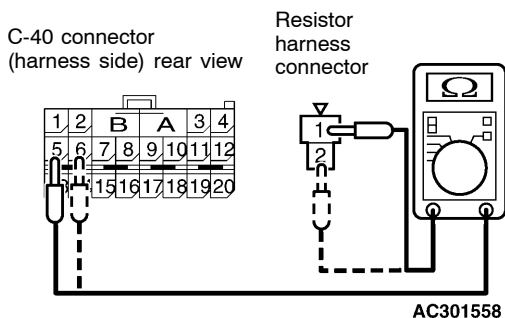 C-40 connector
(harness side) rear view
Resistor
harness
connector
Ω
1 2 B A 3 4
5 6 7 8 9 10 11 12
15 16 17 18 19 20
1
2
AC301558